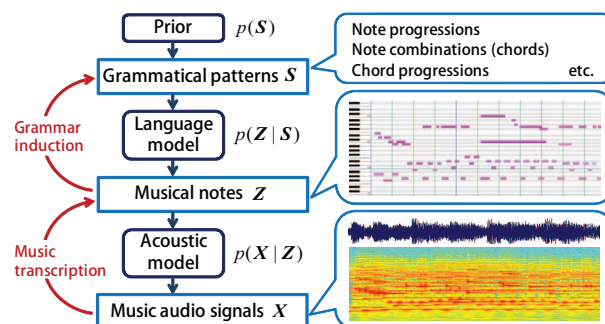 Prior
p(S)
Grammatical patterns S
Note progressions
Note combinations (chords)
Chord progressions etc.
Grammar
induction
Language
model
p(Z | S)
Musical notes Z
Music
transcription
Acoustic
model
p(X | Z)
Music audio signals X